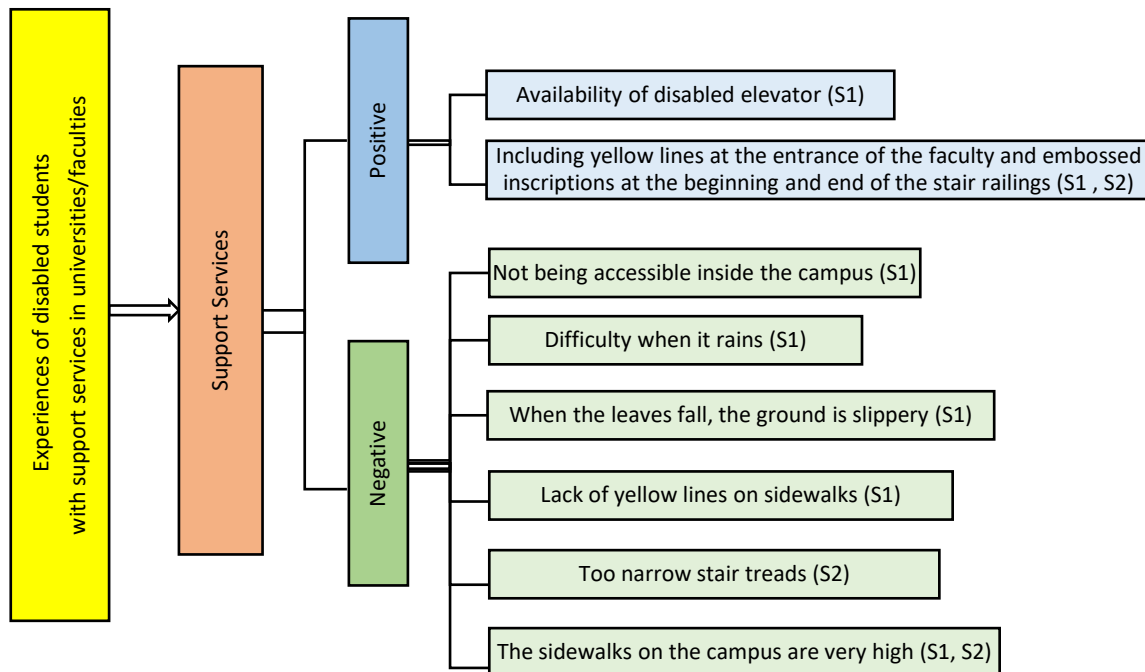 Experiences of disabled students
with support services in universities/faculties
Support Services
Positive
Availability of disabled elevator (S1)
Including yellow lines at the entrance of the faculty and embossed
inscriptions at the beginning and end of the stair railings (S1 , S2)
Negative
Not being accessible inside the campus (S1)
Difficulty when it rains (S1)
When the leaves fall, the ground is slippery (S1)
Lack of yellow lines on sidewalks (S1)
Too narrow stair treads (S2)
The sidewalks on the campus are very high (S1, S2)